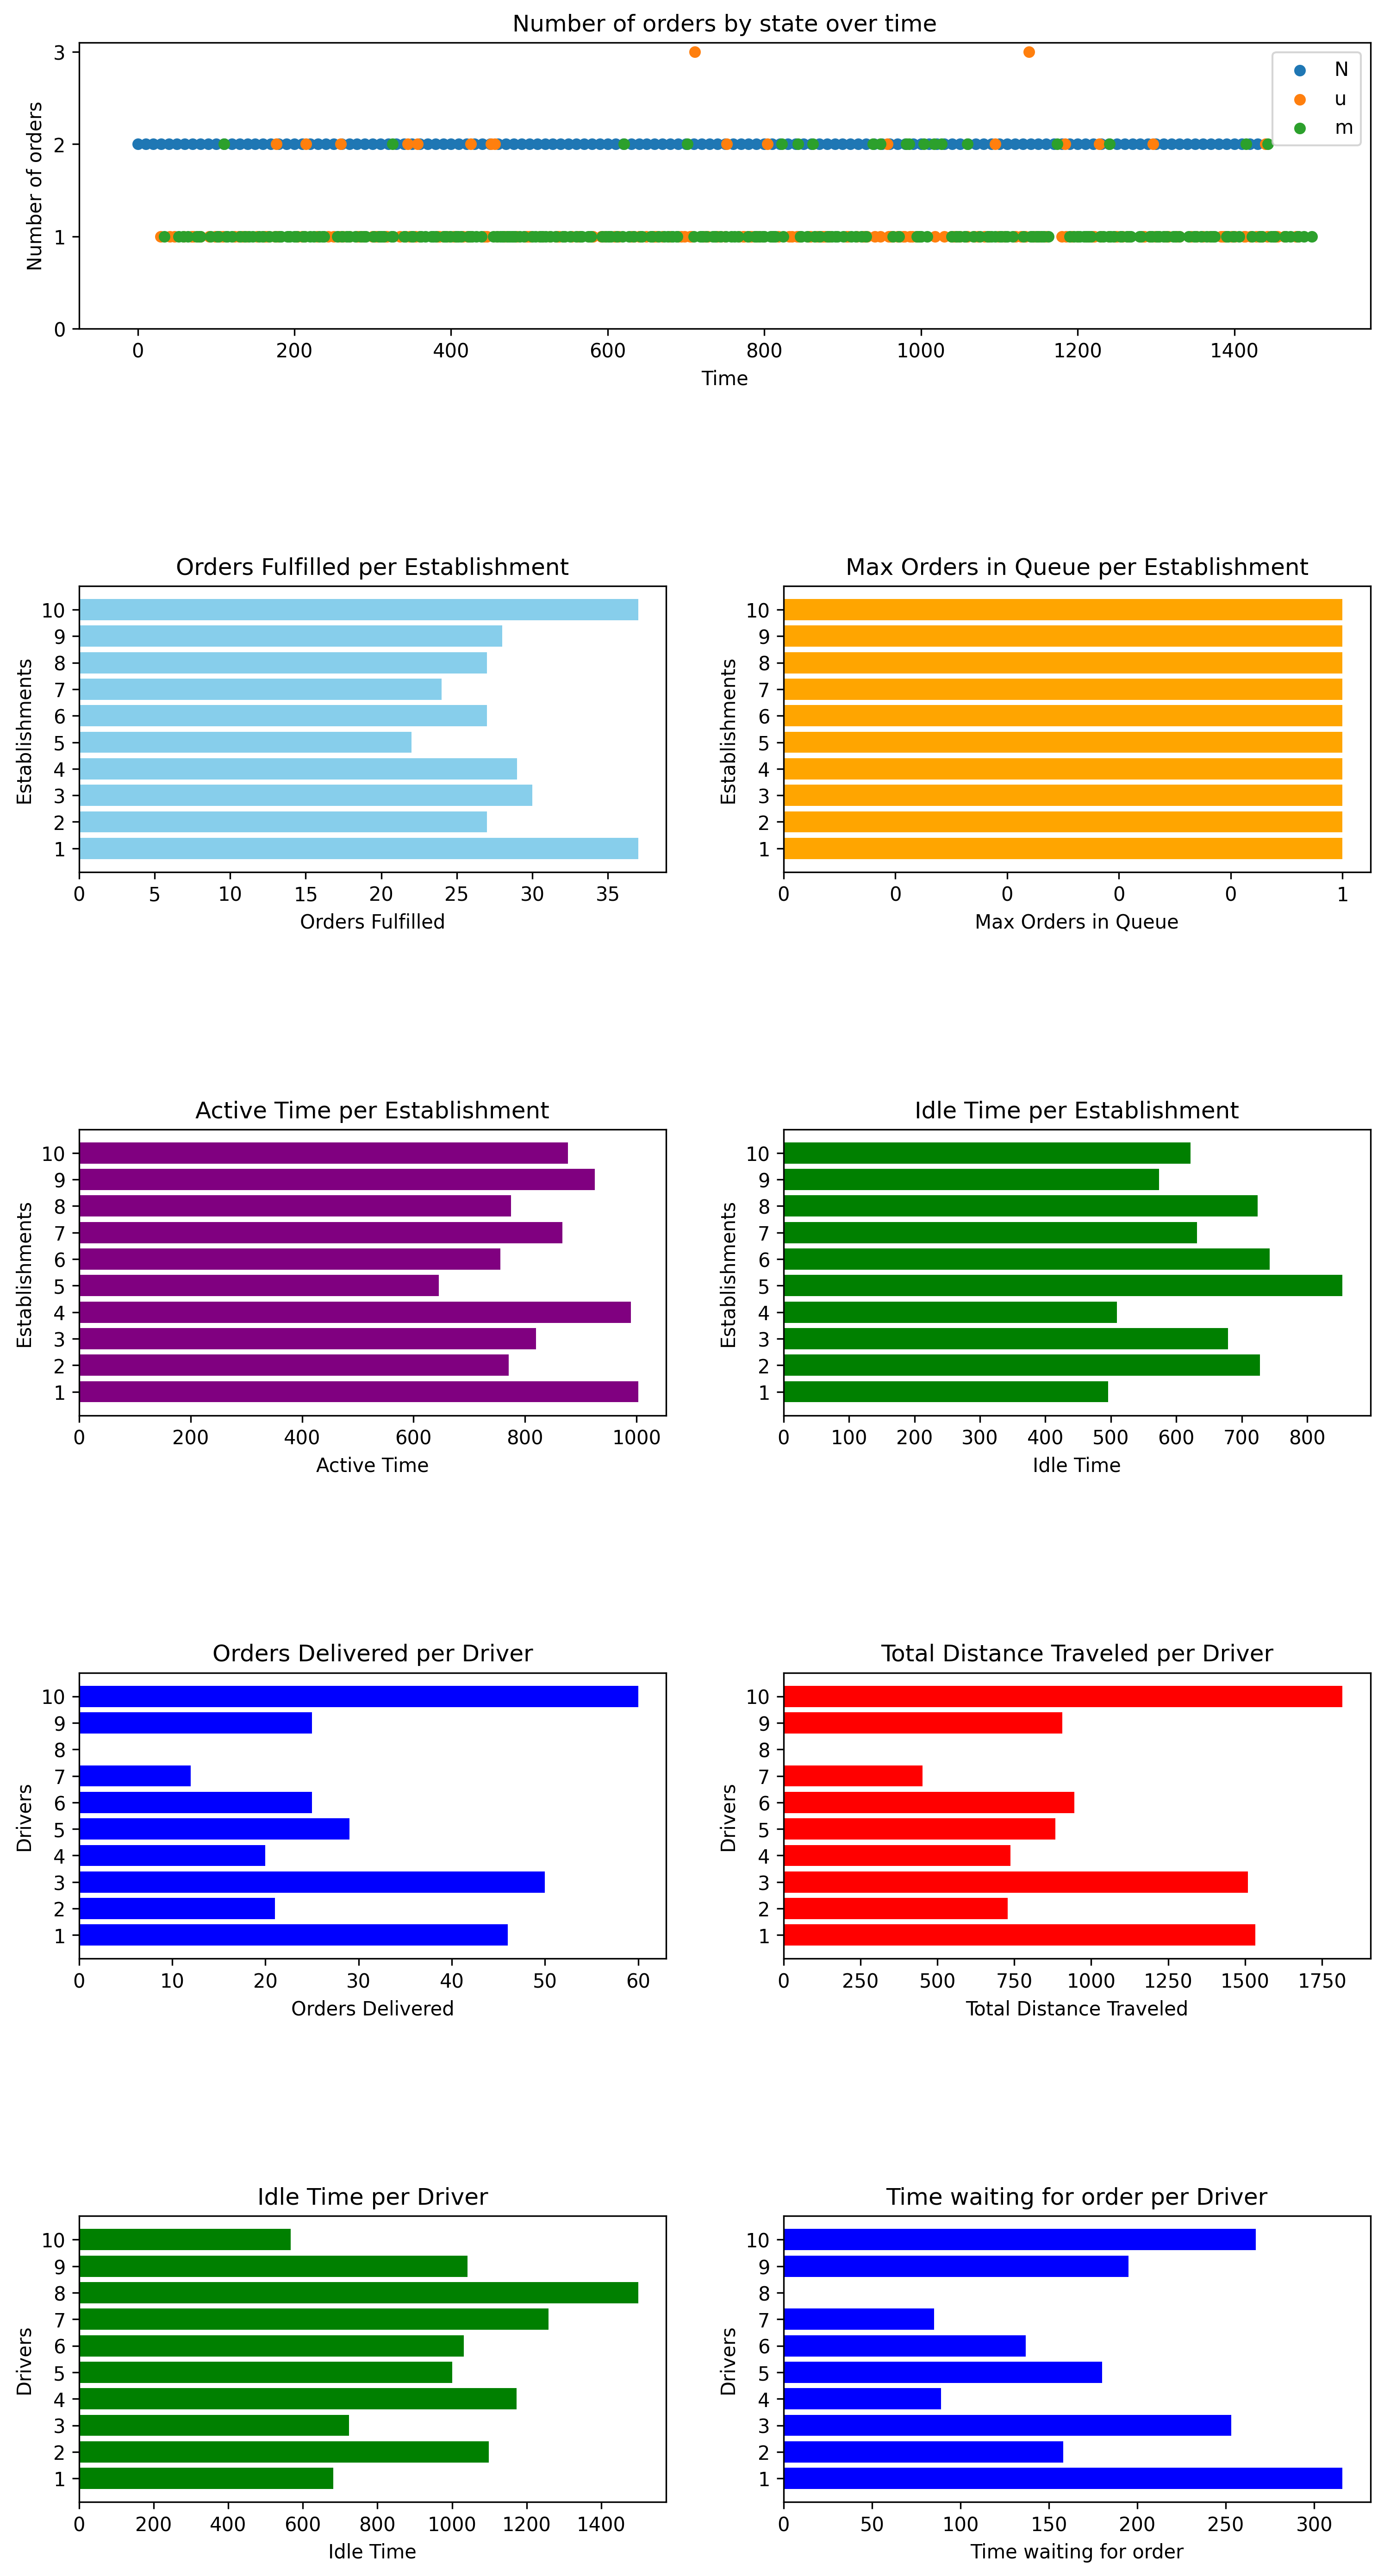 Number of orders by state over time
Number of orders
3
2
1
0
N
u
m
0 200 400 600 800 1000 1200 1400
Time
Orders Fulfilled per Establishment
Establishments
10
9
8
7
6
5
4
3
2
1
0 5 10 15 20 25 30 35
Orders Fulfilled
Max Orders in Queue per Establishment
Establishments
10
9
8
7
6
5
4
3
2
1
0 0 0 0 0 1
Max Orders in Queue
Active Time per Establishment
Establishments
10
9
8
7
6
5
4
3
2
1
0 200 400 600 800 1000
Active Time
Idle Time per Establishment
Establishments
10
9
8
7
6
5
4
3
2
1
0 100 200 300 400 500 600 700 800
Idle Time
Orders Delivered per Driver
Drivers
10
9
8
7
6
5
4
3
2
1
0 10 20 30 40 50 60
Orders Delivered
Total Distance Traveled per Driver
Drivers
10
9
8
7
6
5
4
3
2
1
0 250 500 750 1000 1250 1500 1750
Total Distance Traveled
Idle Time per Driver
Drivers
10
9
8
7
6
5
4
3
2
1
0 200 400 600 800 1000 1200 1400
Idle Time
Time waiting for order per Driver
Drivers
10
9
8
7
6
5
4
3
2
1
0 50 100 150 200 250 300
Time waiting for order